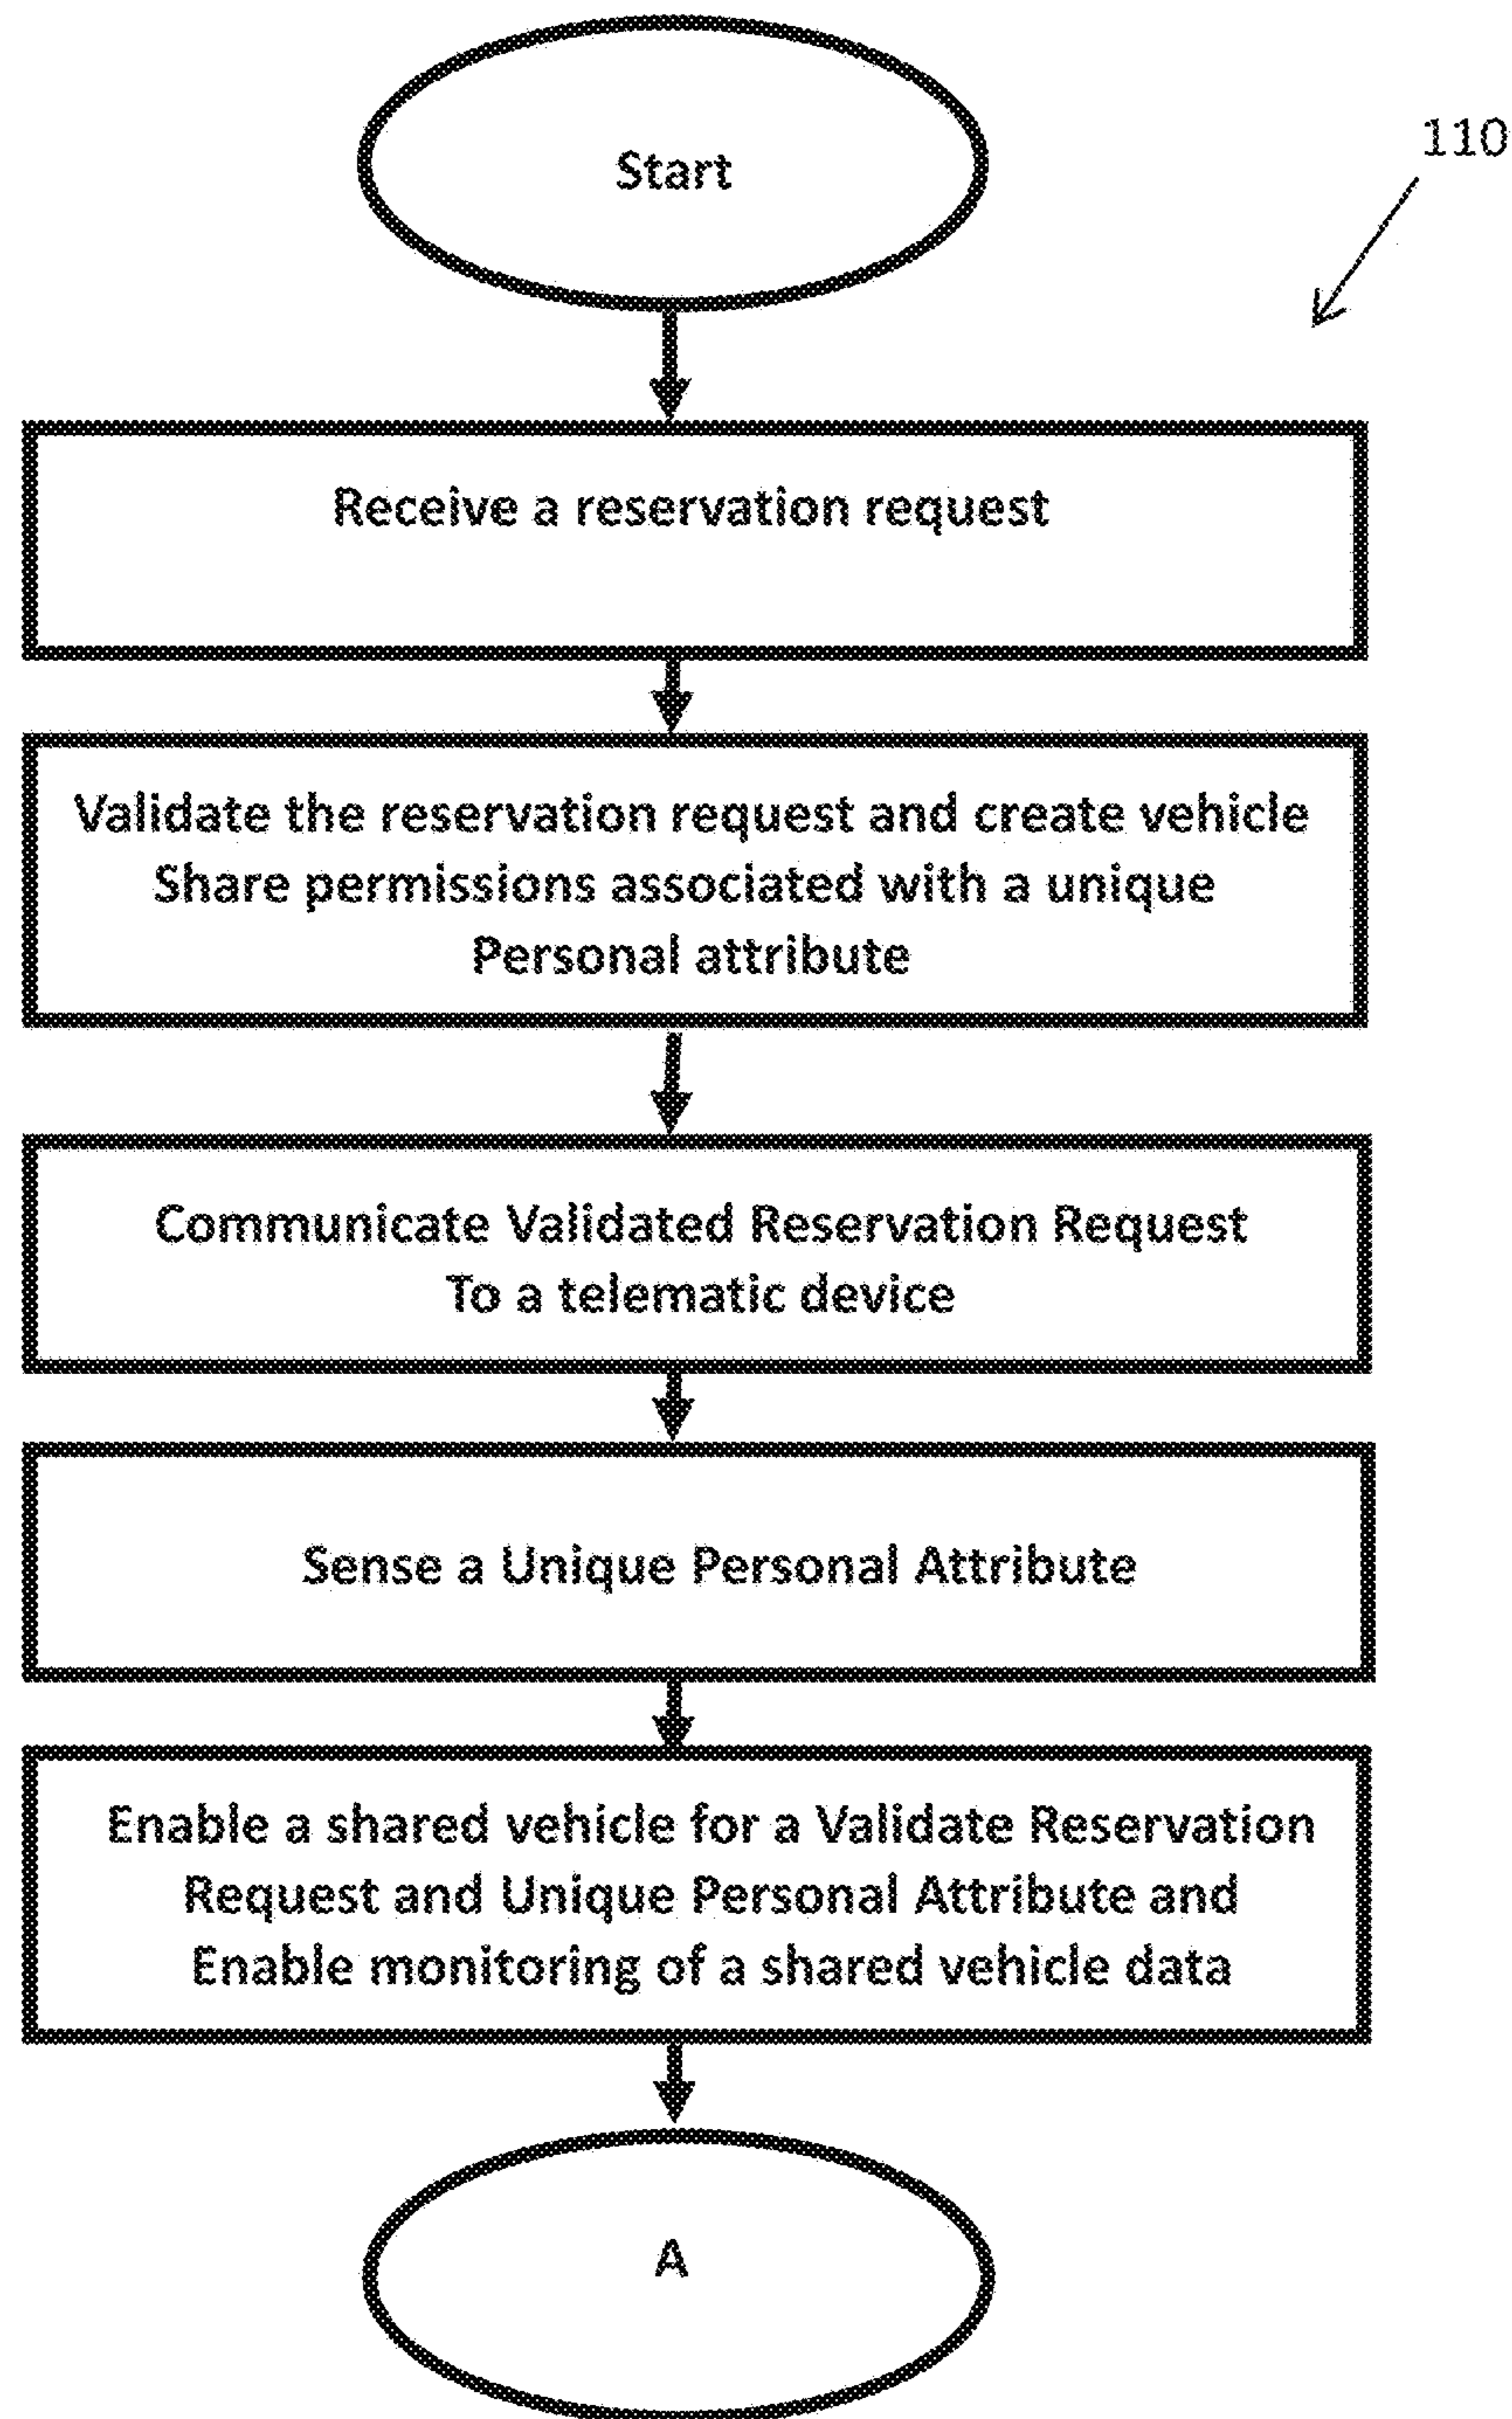 Start
110
Receive a reservation request
Validate the reservation request and create vehicle
Share permissions associated with a unique
Personal attribute
Communicate Validated Reservation Request
To a telematic device
Sense a Unique Personal Attribute
Enable a shared vehicle for a Validate Reservation
Request and Unique Personal Attribute and
Enable monitoring of a shared vehicle data
A